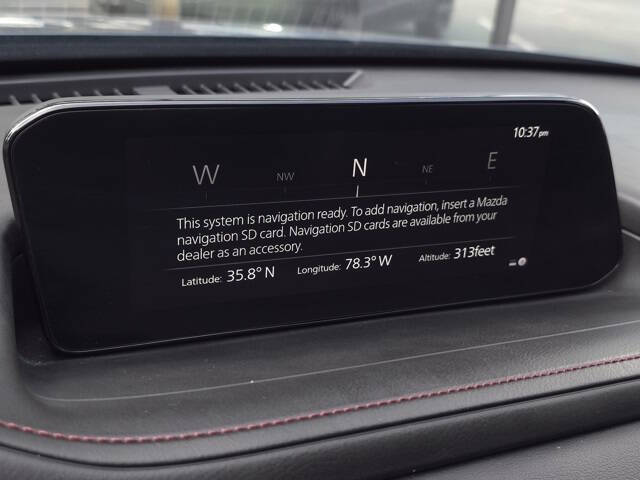 10:37pm
W NW N NE E
This system is navigation ready. To add navigation, insert a Mazda
navigation SD card. Navigation SD cards are available from your
dealer as an accessory.
Latitude: 35.8° N Longitude: 78.3° W Altitude: 313feet